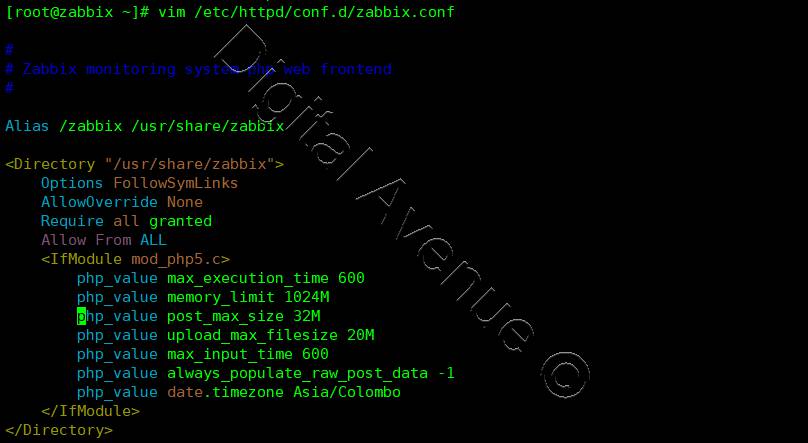 [root@zabbix ~]# vim /etc/httpd/conf.d/zabbix.conf
#
# Zabbix monitoring system php web frontend
#
Alias /zabbix /usr/share/zabbix
<Directory "/usr/share/zabbix">
    Options FollowSymLinks
    AllowOverride None
    Require all granted
    Allow From ALL
    <IfModule mod_php5.c>
        php_value max_execution_time 600
        php_value memory_limit 1024M
        php_value post_max_size 32M
        php_value upload_max_filesize 20M
        php_value max_input_time 600
        php_value always_populate_raw_post_data -1
        php_value date.timezone Asia/Colombo
    </IfModule>
</Directory>
Digital Avenue ©